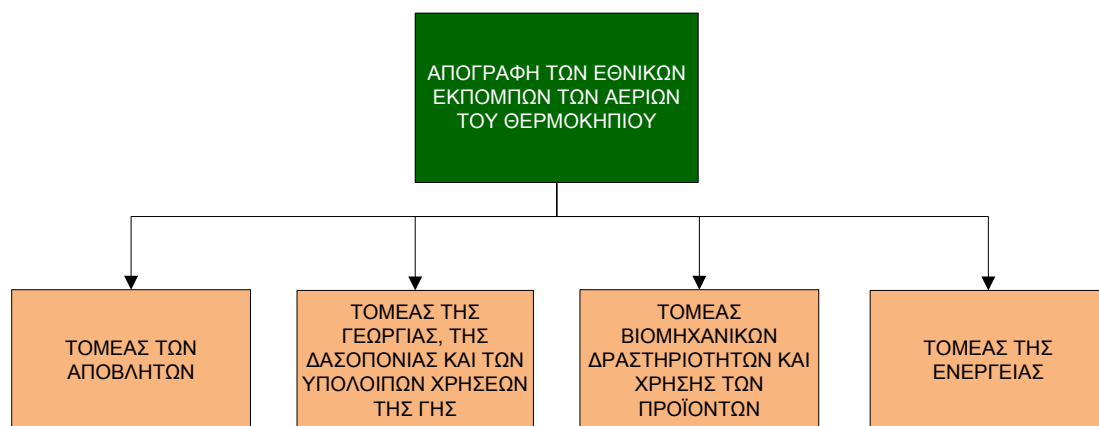 ΑΠΟΓΡΑΦΗ ΤΩΝ ΕΘΝΙΚΩΝ
ΕΚΠΟΜΠΩΝ ΤΩΝ ΑΕΡΙΩΝ
ΤΟΥ ΘΕΡΜΟΚΗΠΙΟΥ
ΤΟΜΕΑΣ ΤΩΝ
ΑΠΟΒΛΗΤΩΝ
ΤΟΜΕΑΣ ΤΗΣ
ΓΕΩΡΓΙΑΣ, ΤΗΣ
ΔΑΣΟΠΟΝΙΑΣ ΚΑΙ ΤΩΝ
ΥΠΟΛΟΙΠΩΝ ΧΡΗΣΕΩΝ
ΤΗΣ ΓΗΣ
ΤΟΜΕΑΣ
ΒΙΟΜΗΧΑΝΙΚΩΝ
ΔΡΑΣΤΗΡΙΟΤΗΤΩΝ ΚΑΙ
ΧΡΗΣΗΣ ΤΩΝ
ΠΡΟΪΟΝΤΩΝ
ΤΟΜΕΑΣ ΤΗΣ
ΕΝΕΡΓΕΙΑΣ